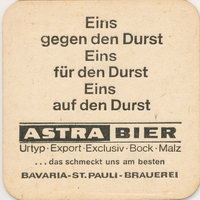 Eins
gegen den Durst
Eins
für den Durst
Eins
auf den Durst
ASTRA BIER
Urtyp·Export·Exclusiv·Bock·Malz
...das schmeckt uns am besten
BAVARIA-ST. PAULI-BRAUEREI